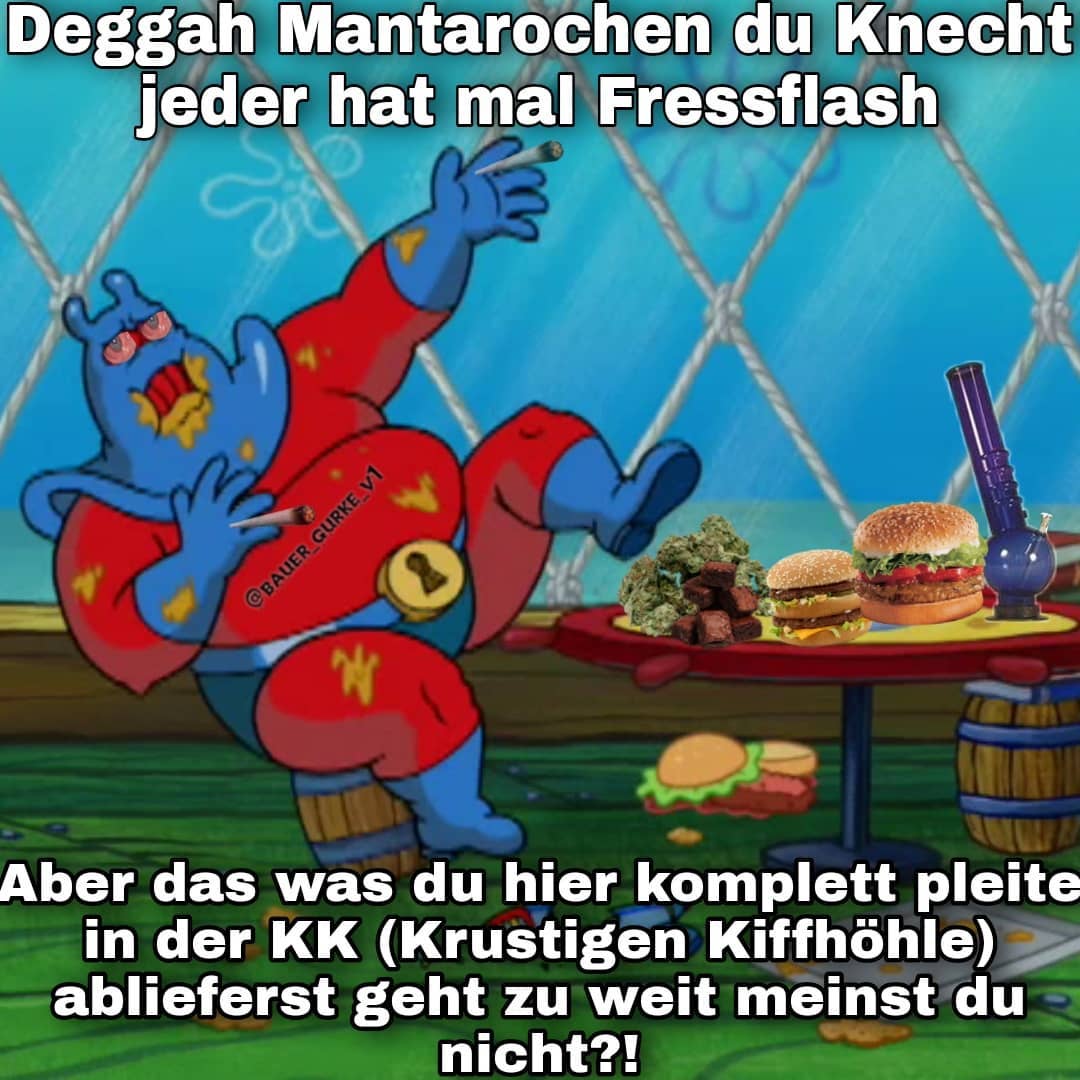 Deggah Mantarochen du Knecht
jeder hat mal Fressflash
@BAUER_GURKE_V1
Aber das was du hier komplett pleite
in der KK (Krustigen Kiffhöhle)
ablieferst geht zu weit meinst du
nicht?!